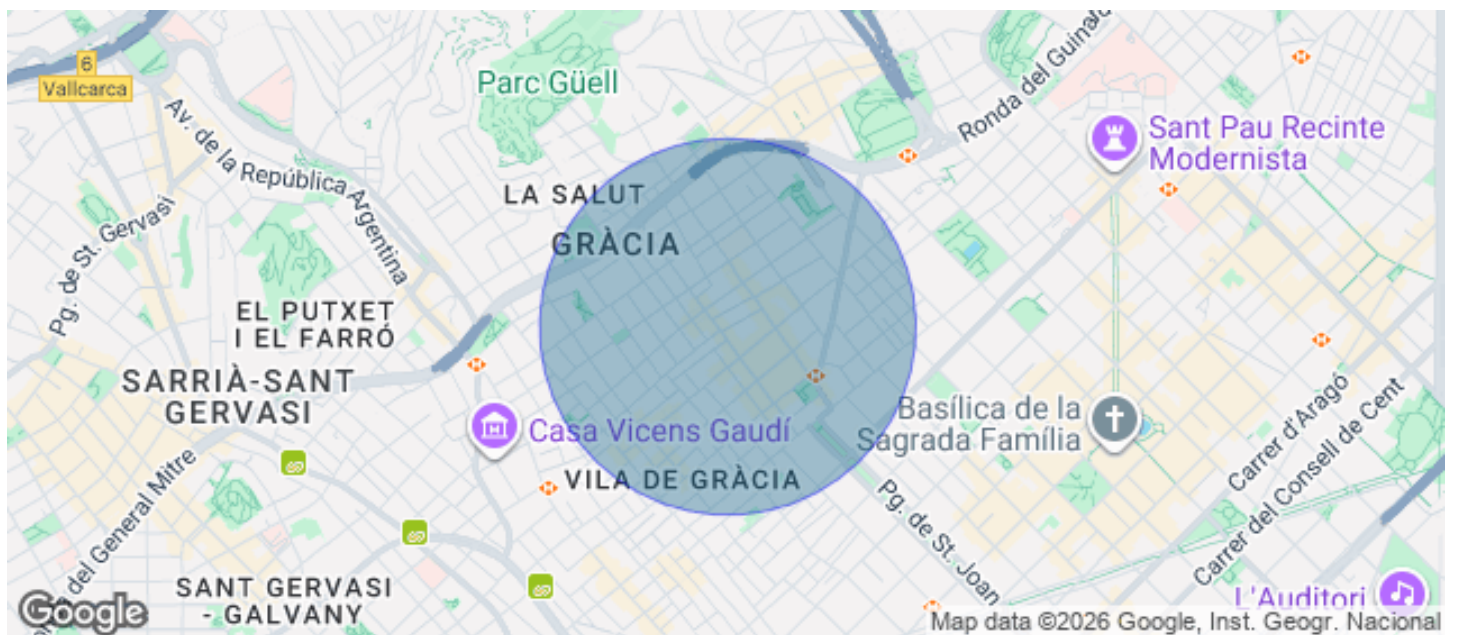 6
Vallcarca
Parc Güell
Ronda del Guinardó
Av. de la República Argentina
Sant Pau Recinte
Modernista
LA SALUT
GRÀCIA
Pg. de St. Gervasi
EL PUTXET
I EL FARRÓ
SARRIÀ-SANT
GERVASI
Casa Vicens Gaudí
Basílica de la
Sagrada Família
Carrer d'Aragó
Carrer del Consell de Cent
VILA DE GRÀCIA
Pg. de St. Joan
del General Mitre
SANT GERVASI
- GALVANY
L'Auditori
Google
Map data ©2026 Google, Inst. Geogr. Nacional